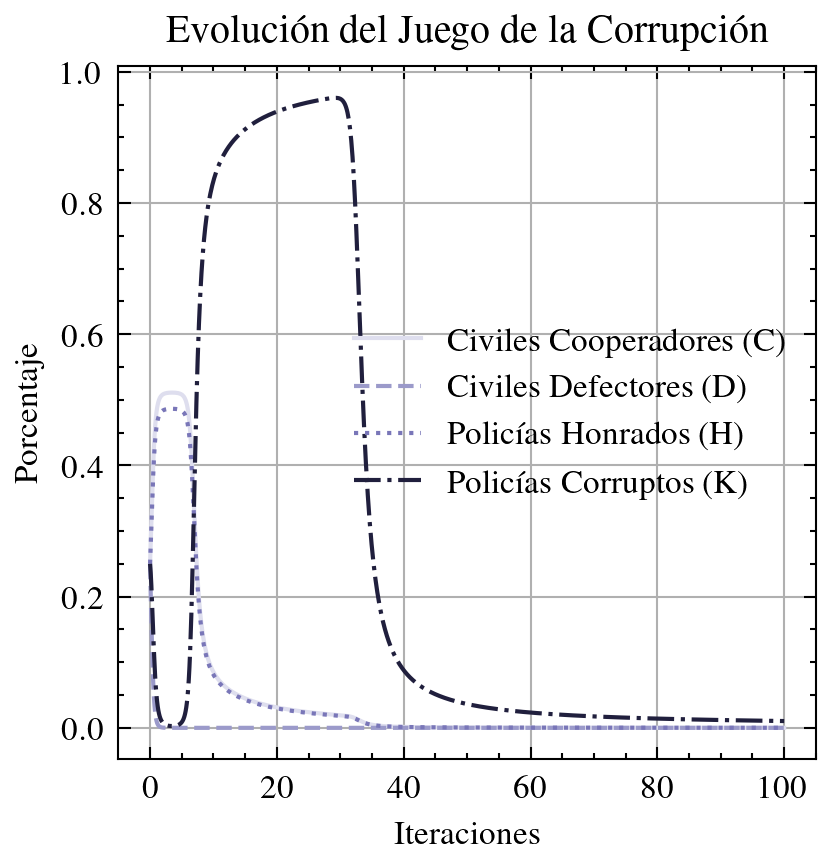 Evolución del Juego de la Corrupción
1.0
0.8
0.6
0.4
0.2
0.0
Porcentaje
Civiles Cooperadores (C)
Civiles Defectores (D)
Policías Honrados (H)
Policías Corruptos (K)
0 20 40 60 80 100
Iteraciones